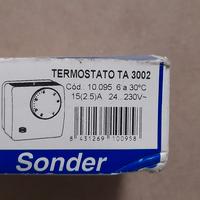 TERMOSTATO TA 3002
Cód.: 10.095 6 a 30°C
15(2.5)A 24...230V~
8 431269 100958
Sonder